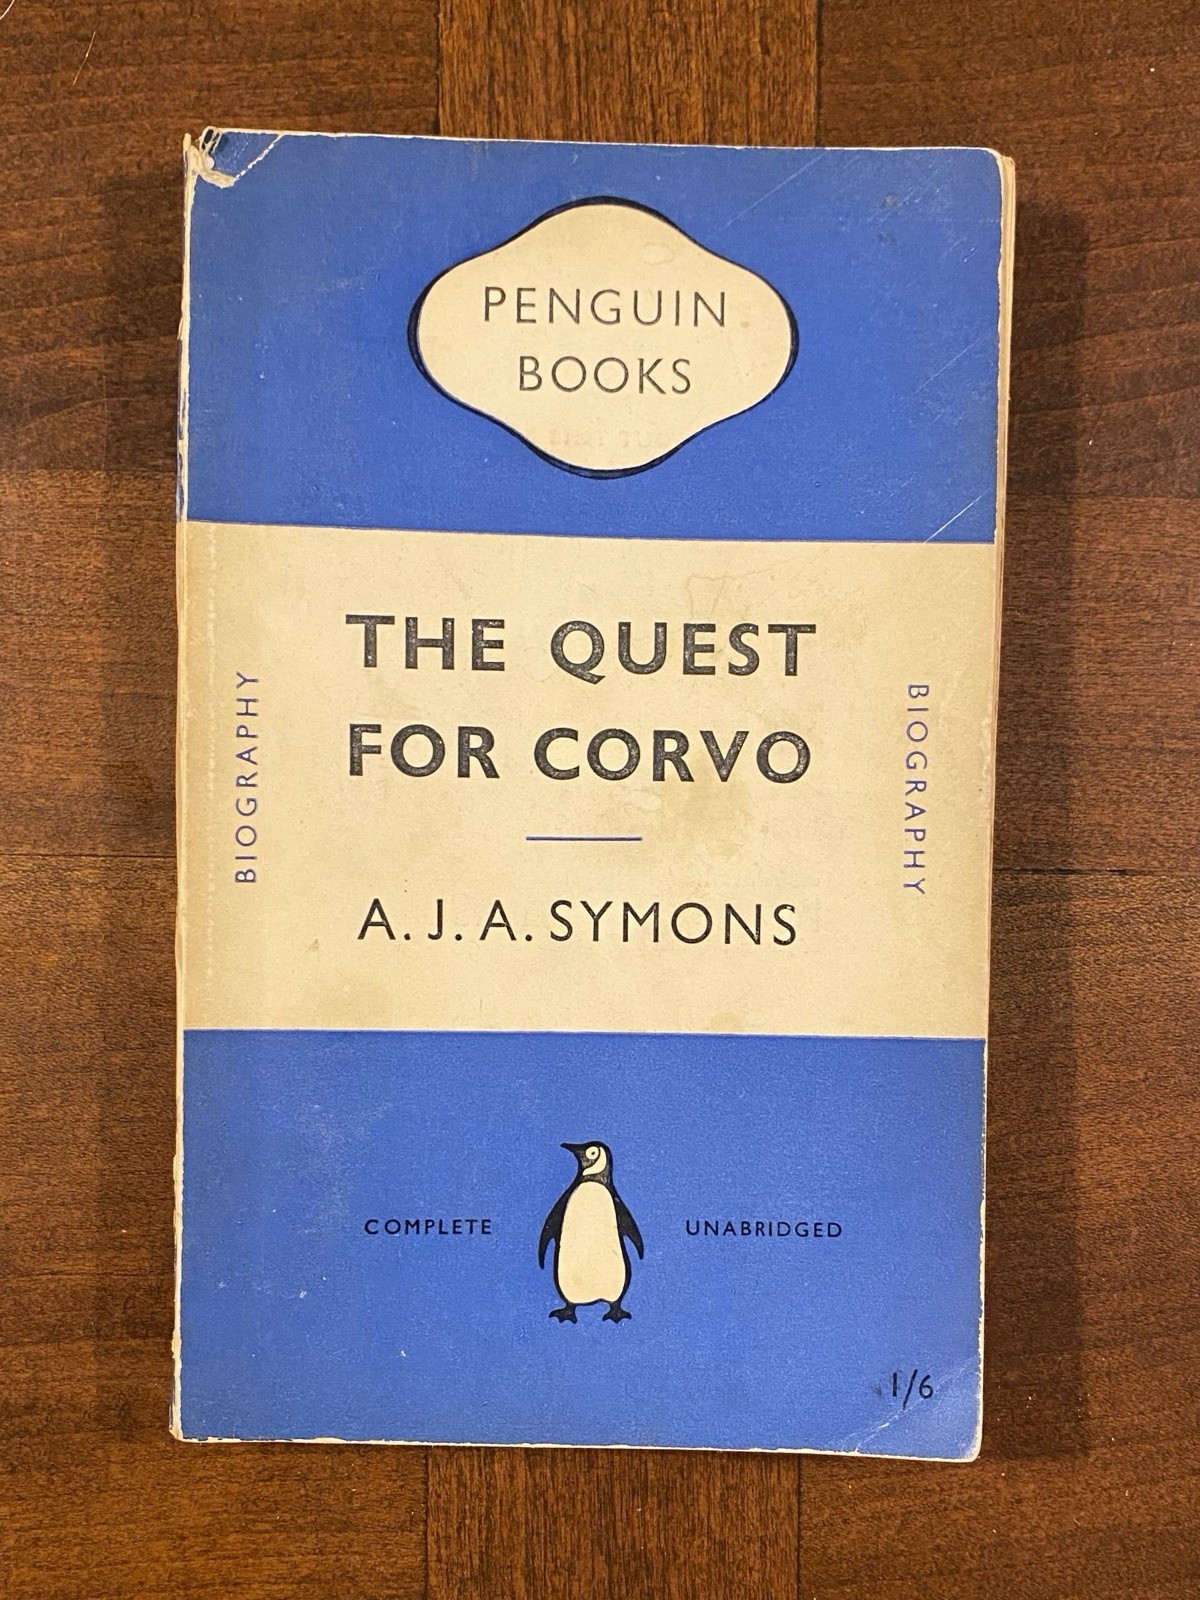 PENGUIN
BOOKS
THE QUEST
FOR CORVO
BIOGRAPHY
BIOGRAPHY
A. J. A. SYMONS
COMPLETE
UNABRIDGED
1/6